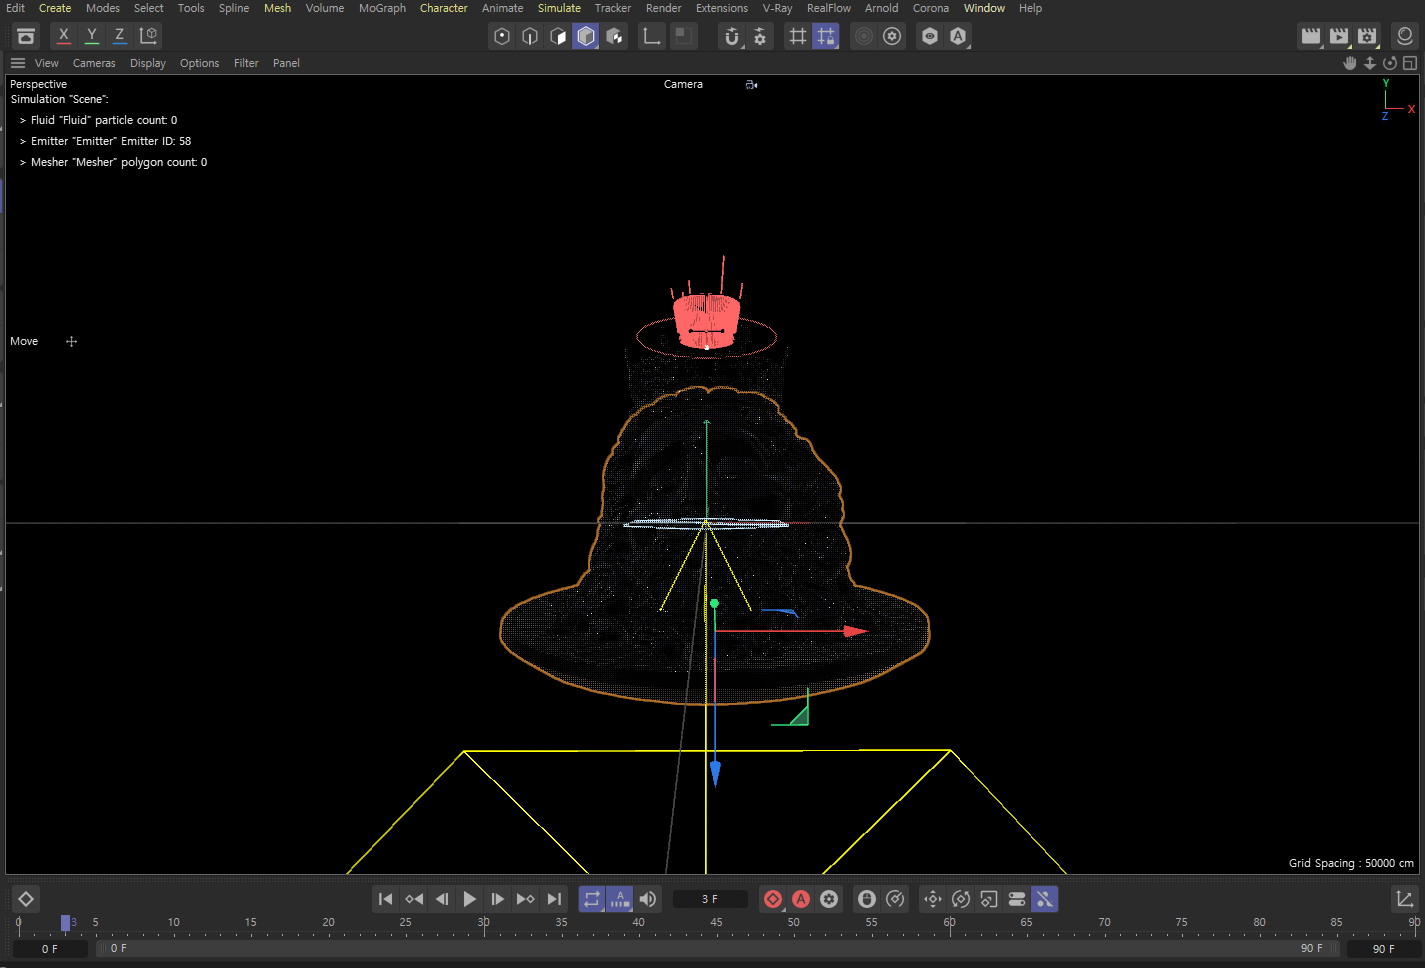 Edit Create Modes Select Tools Spline Mesh Volume MoGraph Character Animate Simulate Tracker Render Extensions V-Ray RealFlow Arnold Corona Window Help
X Y Z
View Cameras Display Options Filter Panel
Perspective
Camera
Simulation "Scene":
> Fluid "Fluid" particle count: 0
> Emitter "Emitter" Emitter ID: 58
> Mesher "Mesher" polygon count: 0
Y
X
Z
Move
Grid Spacing : 50000 cm
A
3 F
A
0 3 5 10 15 20 25 30 35 40 45 50 55 60 65 70 75 80 85 90
0 F 0 F 90 F 90 F